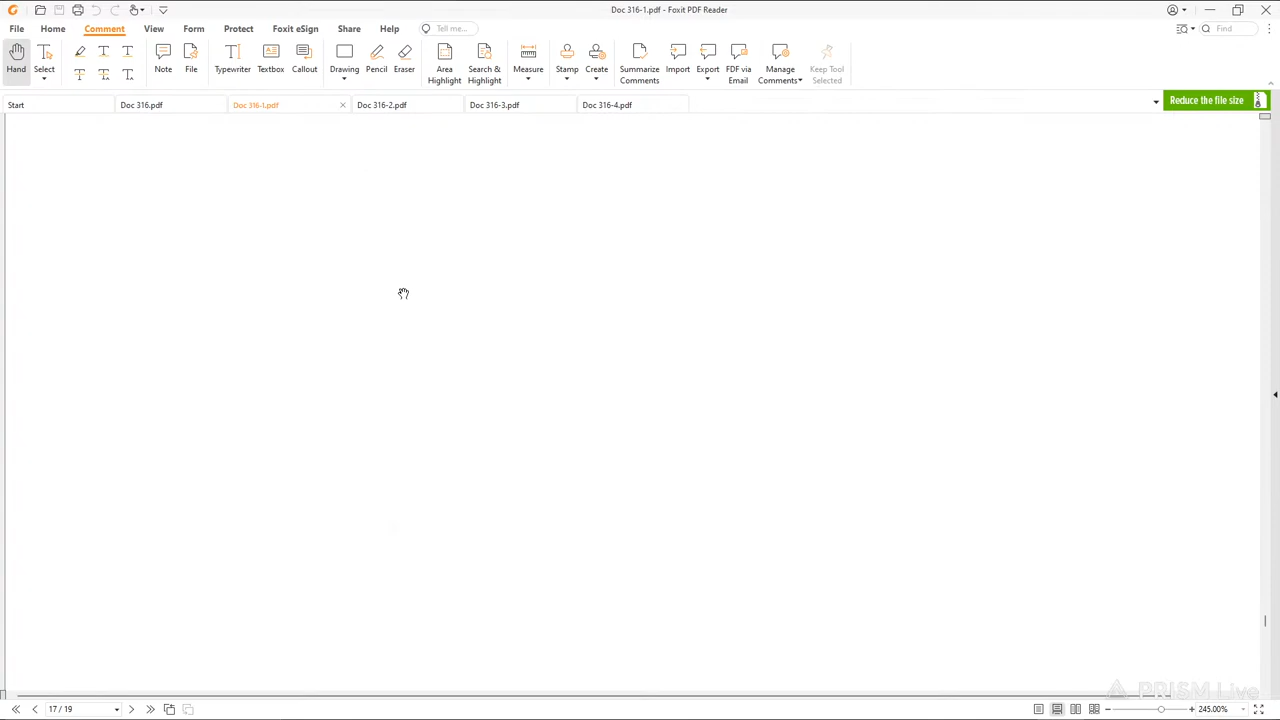 Doc 316-1.pdf - Foxit PDF Reader
File Home Comment View Form Protect Foxit eSign Share Help Tell me... Find
Hand Select Note File Typewriter Textbox Callout Drawing Pencil Eraser Area Highlight Search & Highlight Measure Stamp Create Summarize Comments Import Export FDF via Email Manage Comments Keep Tool Selected
Start Doc 316.pdf Doc 316-1.pdf Doc 316-2.pdf Doc 316-3.pdf Doc 316-4.pdf Reduce the file size
PRISM Live
17 / 19 245.00%